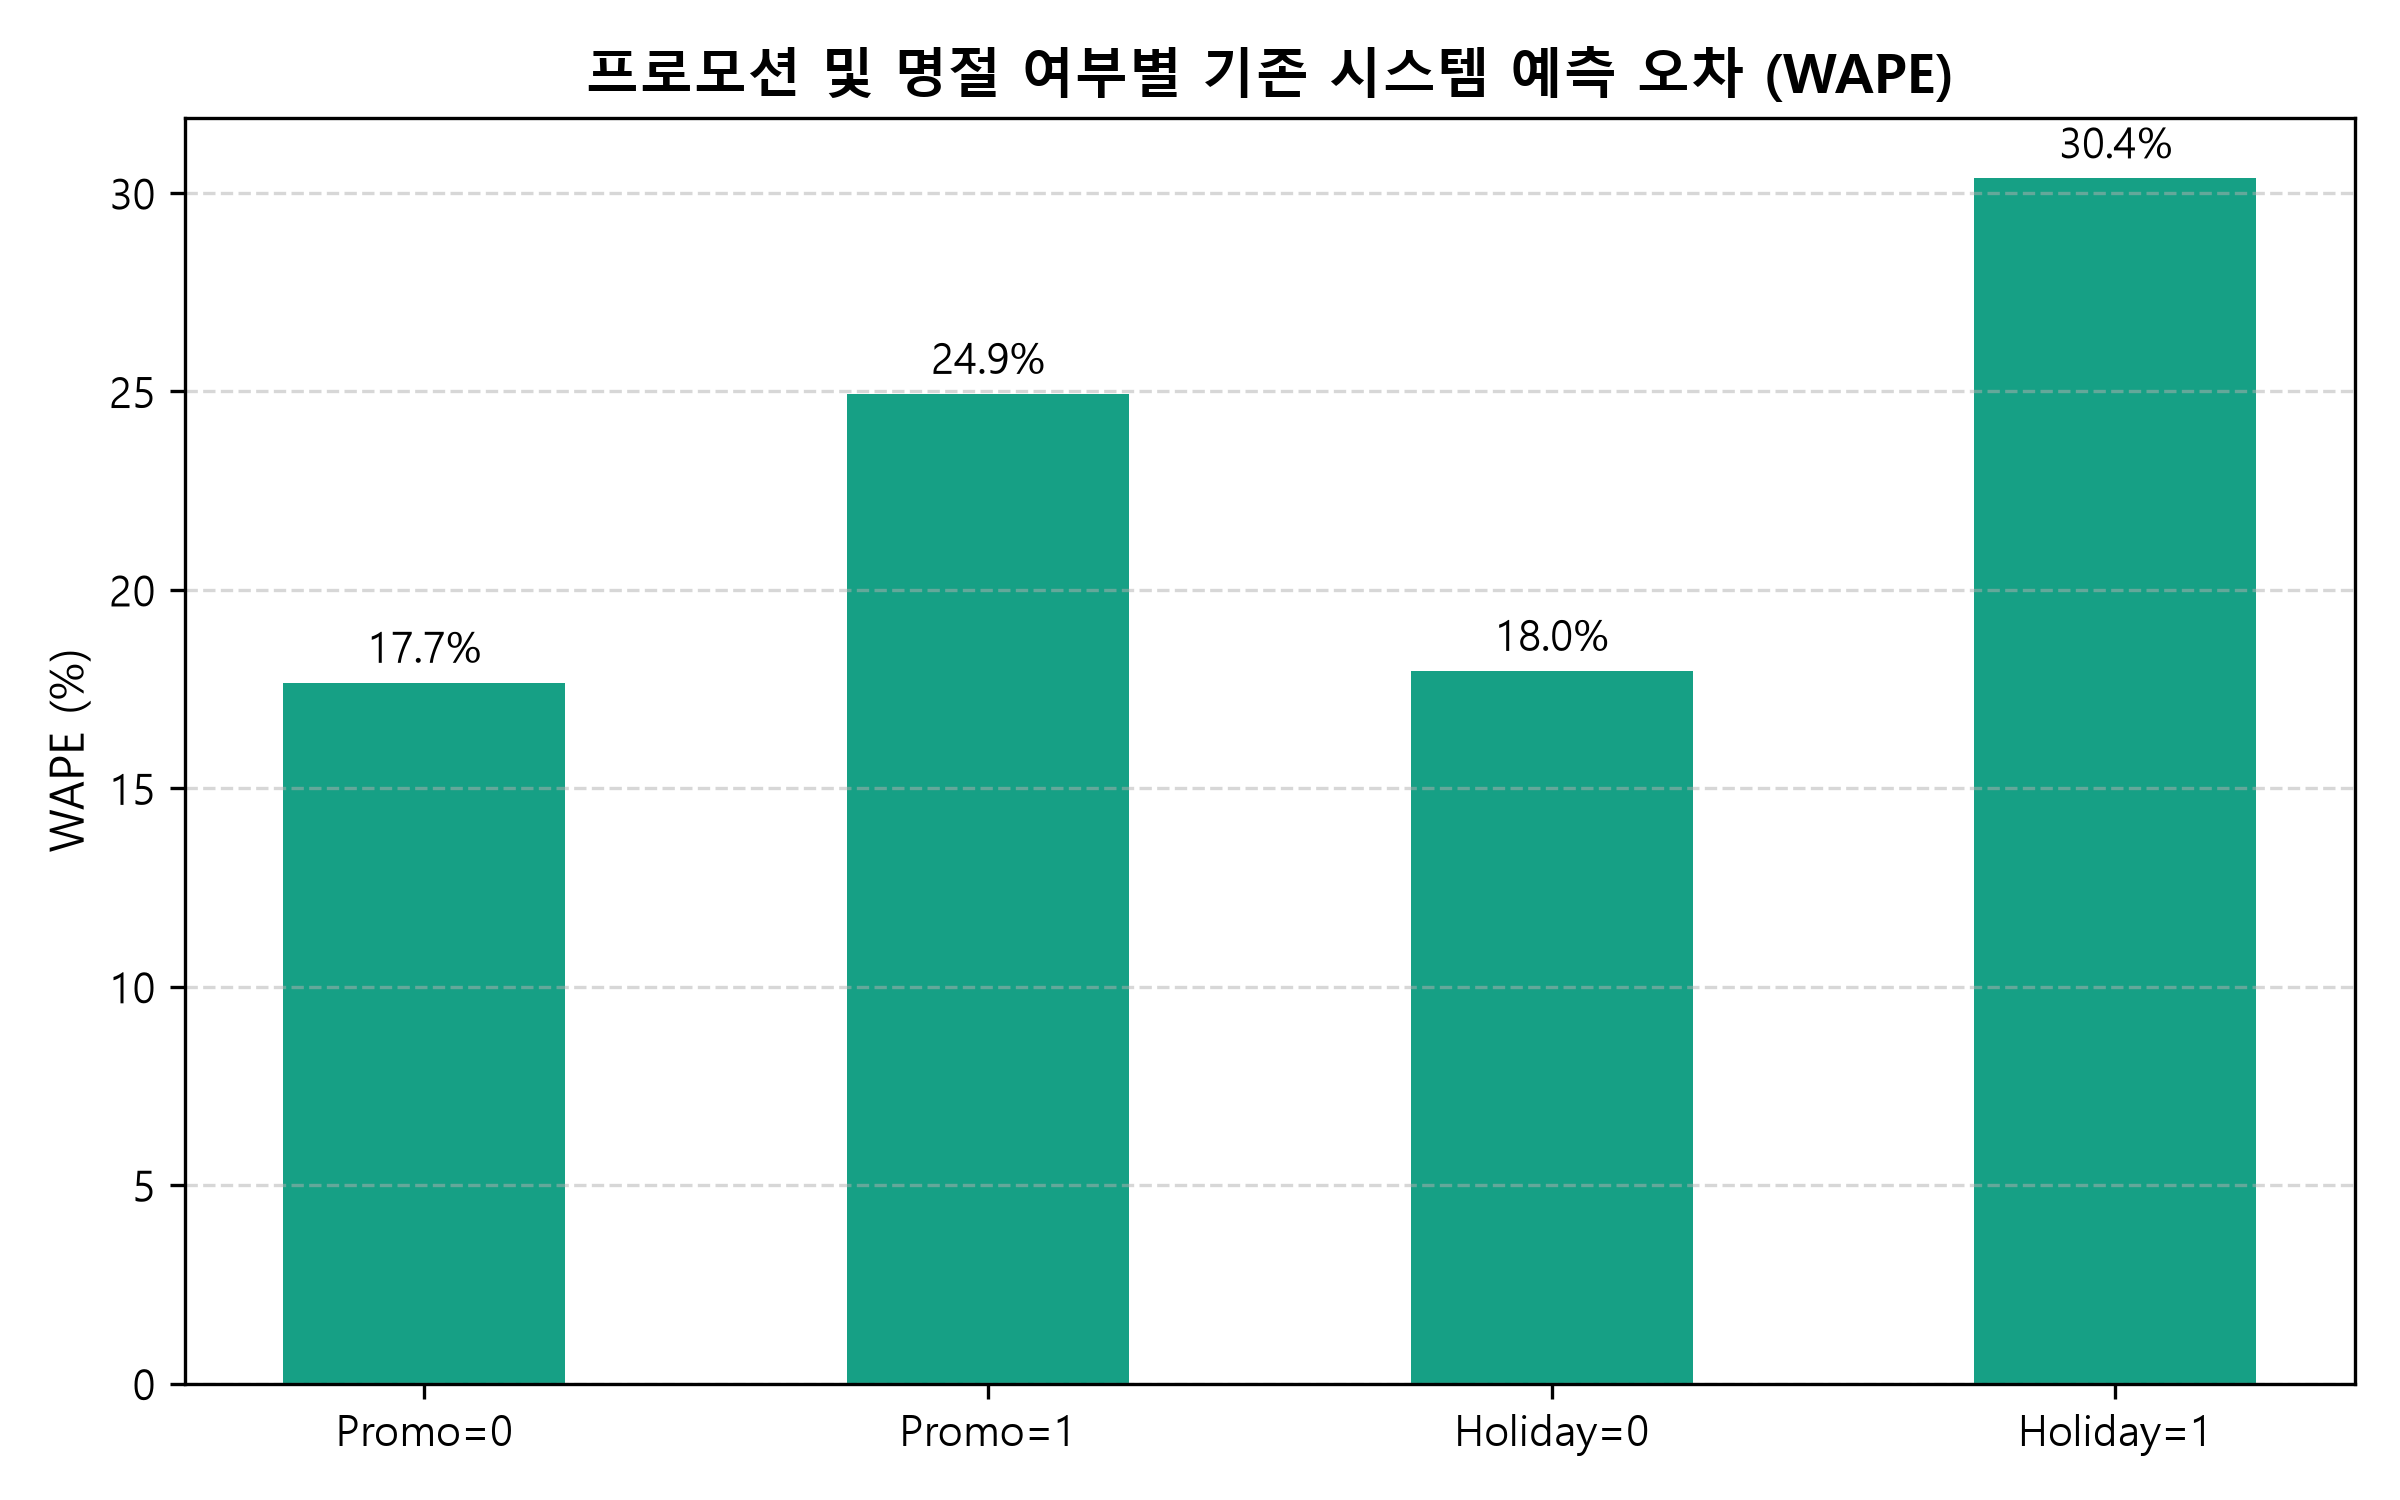 프로모션 및 명절 여부별 기존 시스템 예측 오차 (WAPE)
30.4%
30
24.9%
25
20
18.0%
17.7%
WAPE (%)
15
10
5
0
Promo=0
Promo=1
Holiday=0
Holiday=1